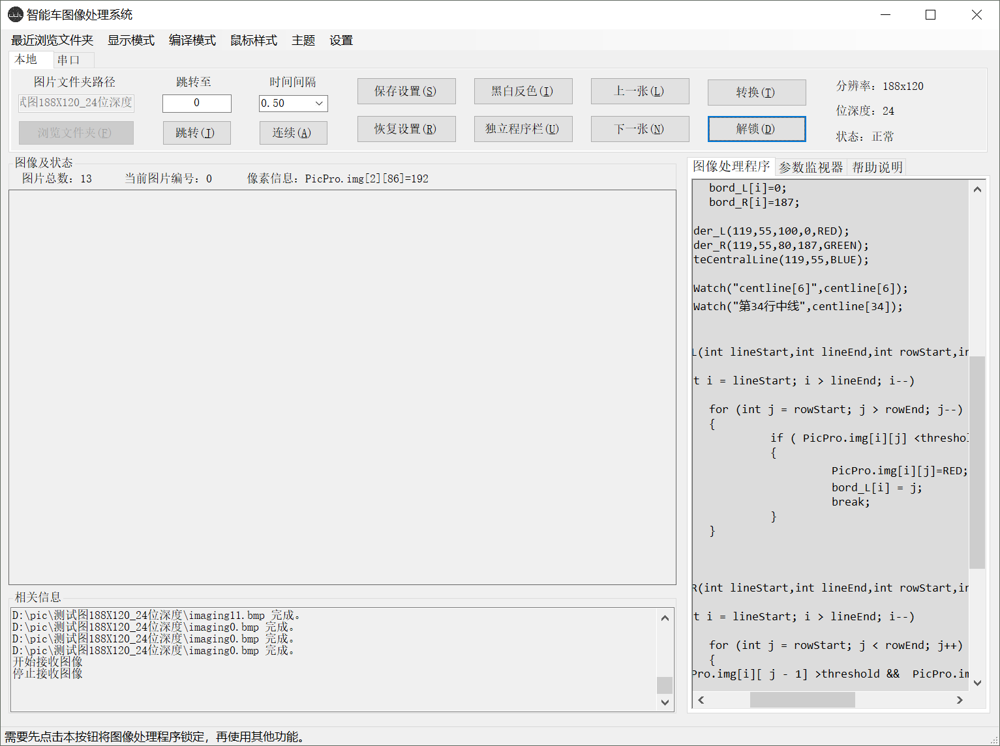 智能车图像处理系统
最近浏览文件夹 显示模式 编译模式 鼠标样式 主题 设置
本地 串口
图片文件夹路径 跳转至 时间间隔
图188X120_24位深度 0 0.50
浏览文件夹(F) 跳转(J) 连续(A)
保存设置(S) 黑白反色(I) 上一张(L) 转换(T)
恢复设置(R) 独立程序栏(U) 下一张(N) 解锁(D)
分辨率: 188x120
位深度: 24
状态: 正常
图像及状态
图片总数: 13 当前图片编号: 0 像素信息: PicPro.img[2][86]=192
图像处理程序 参数监视器 帮助说明
bord_L[i]=0;
bord_R[i]=187;
der_L(119,55,100,0,RED);
der_R(119,55,80,187,GREEN);
teCentralLine(119,55,BLUE);
Watch("centline[6]",centline[6]);
Watch("第34行中线",centline[34]);
L(int lineStart,int lineEnd,int rowStart,in
t i = lineStart; i > lineEnd; i--)
for (int j = rowStart; j > rowEnd; j--)
{
if ( PicPro.img[i][j] <threshol
{
PicPro.img[i][j]=RED;
bord_L[i] = j;
break;
}
}
R(int lineStart,int lineEnd,int rowStart,in
t i = lineStart; i > lineEnd; i--)
for (int j = rowStart; j < rowEnd; j++)
{
Pro.img[i][ j - 1] >threshold && PicPro.im
相关信息
D:\pic\测试图188X120_24位深度\imaging11.bmp 完成。
D:\pic\测试图188X120_24位深度\imaging0.bmp 完成。
D:\pic\测试图188X120_24位深度\imaging0.bmp 完成。
D:\pic\测试图188X120_24位深度\imaging0.bmp 完成。
开始接收图像
停止接收图像
需要先点击本按钮将图像处理程序锁定，再使用其他功能。